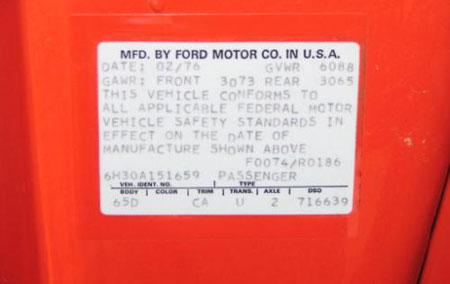 MFD. BY FORD MOTOR CO. IN U.S.A.
DATE: 02/76 GVWR 6088
GAWR: FRONT 3073 REAR 3065
THIS VEHICLE CONFORMS TO
ALL APPLICABLE FEDERAL MOTOR
VEHICLE SAFETY STANDARDS IN
EFFECT ON THE DATE OF
MANUFACTURE SHOWN ABOVE
F0074/R0186
6H30A151659 PASSENGER
VEH. IDENT. NO. TYPE
BODY COLOR TRIM TRANS. AXLE DSO
65D CA U 2 716639